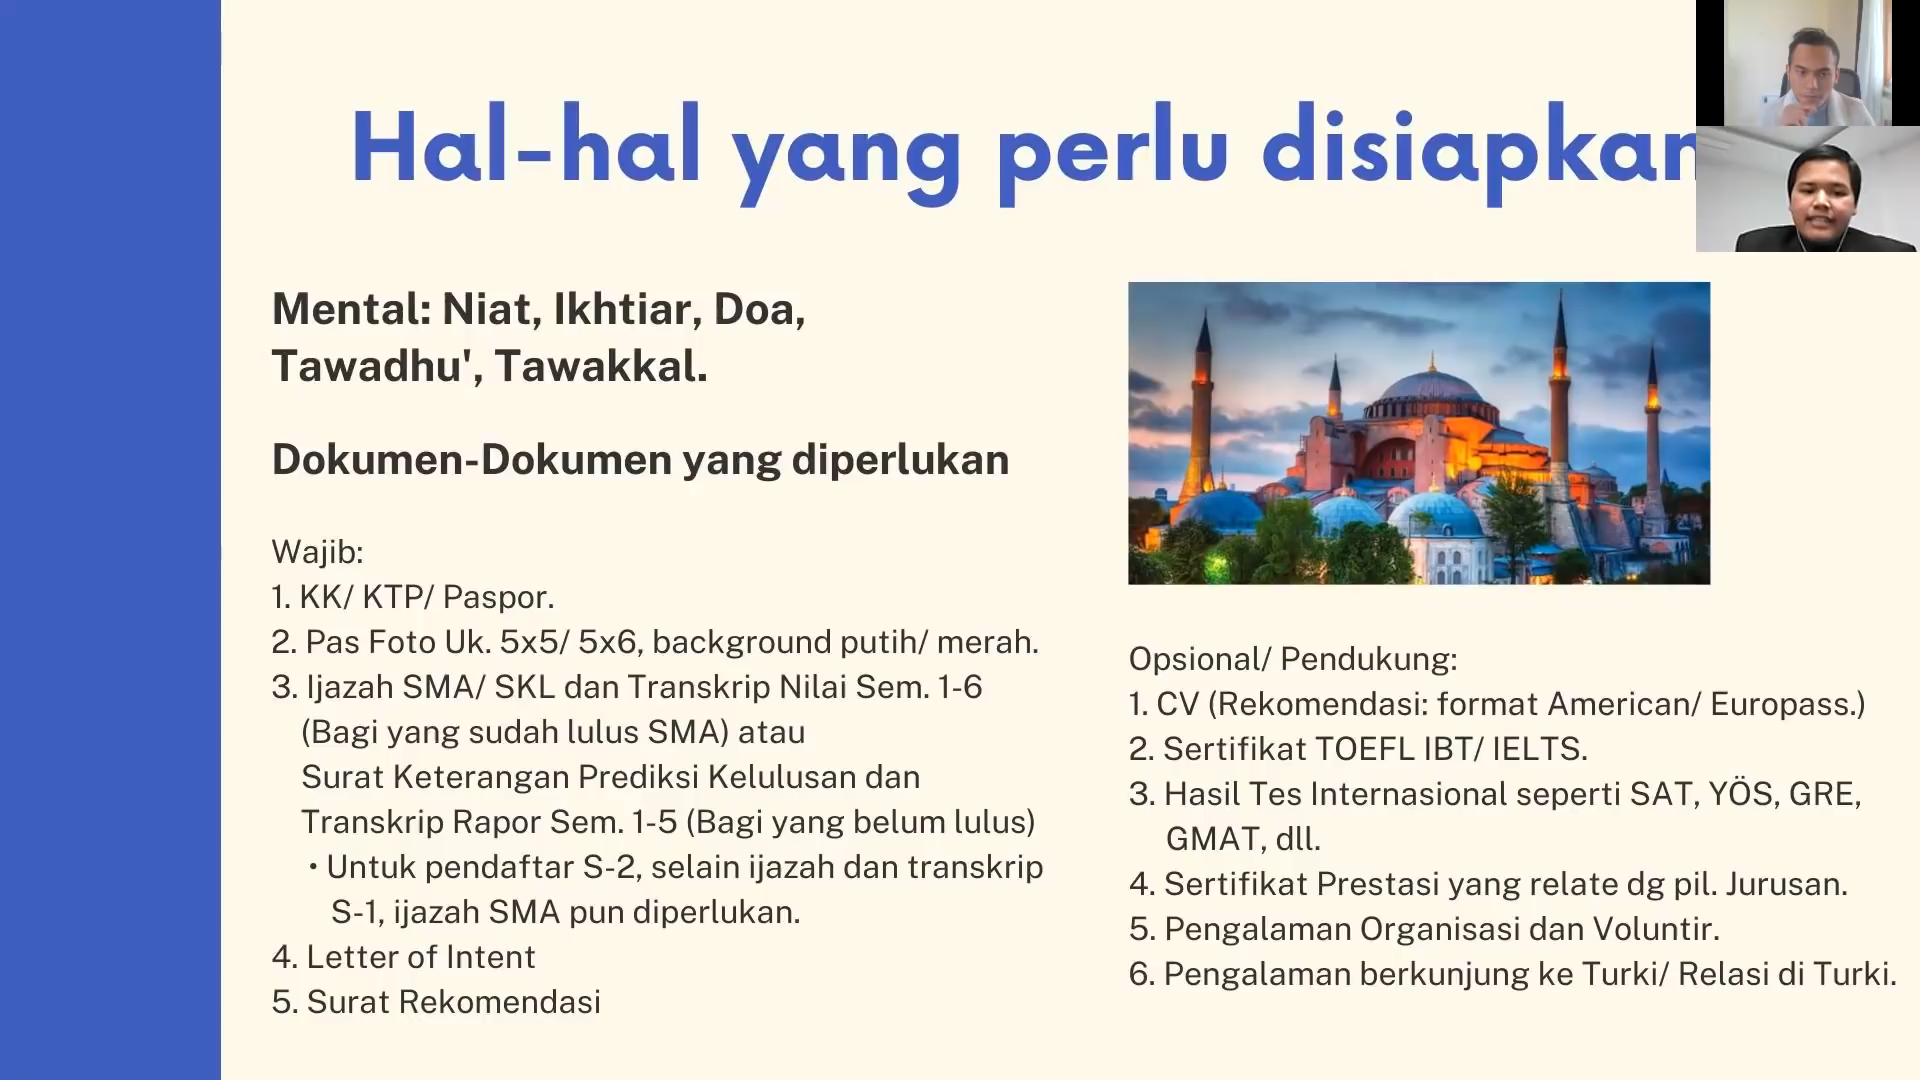 Hal-hal yang perlu disiapkan
Mental: Niat, Ikhtiar, Doa,
Tawadhu', Tawakkal.
Dokumen-Dokumen yang diperlukan
Wajib:
1. KK/ KTP/ Paspor.
2. Pas Foto Uk. 5x5/ 5x6, background putih/ merah.
3. Ijazah SMA/ SKL dan Transkrip Nilai Sem. 1-6
(Bagi yang sudah lulus SMA) atau
Surat Keterangan Prediksi Kelulusan dan
Transkrip Rapor Sem. 1-5 (Bagi yang belum lulus)
• Untuk pendaftar S-2, selain ijazah dan transkrip
S-1, ijazah SMA pun diperlukan.
4. Letter of Intent
5. Surat Rekomendasi
Opsional/ Pendukung:
1. CV (Rekomendasi: format American/ Europass.)
2. Sertifikat TOEFL IBT/ IELTS.
3. Hasil Tes Internasional seperti SAT, YÖS, GRE,
GMAT, dll.
4. Sertifikat Prestasi yang relate dg pil. Jurusan.
5. Pengalaman Organisasi dan Voluntir.
6. Pengalaman berkunjung ke Turki/ Relasi di Turki.